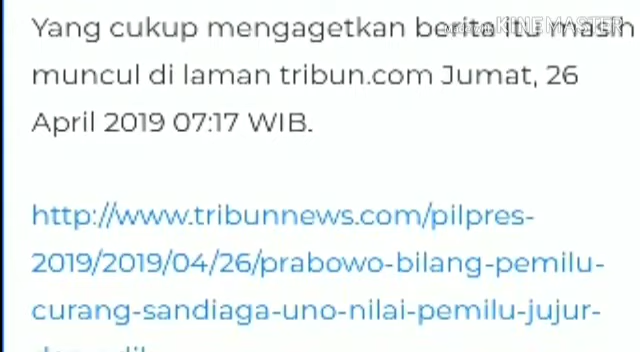 Yang cukup mengagetkan berita itu masih
KINEMASTER
muncul di laman tribun.com Jumat, 26
April 2019 07:17 WIB.
http://www.tribunnews.com/pilpres-
2019/2019/04/26/prabowo-bilang-pemilu-
curang-sandiaga-uno-nilai-pemilu-jujur-